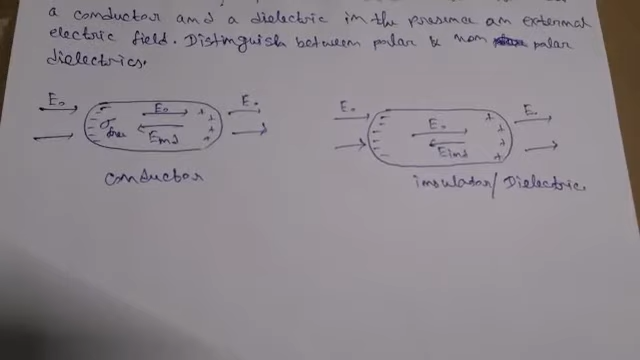 a conductor and a dielectric in the presence an external
electric field. Distinguish between polar & non polar
dielectrics.
E₀ E₀ E₀
Eind
conductor
E₀ E₀ E₀
Eind
insulator/Dielectric.